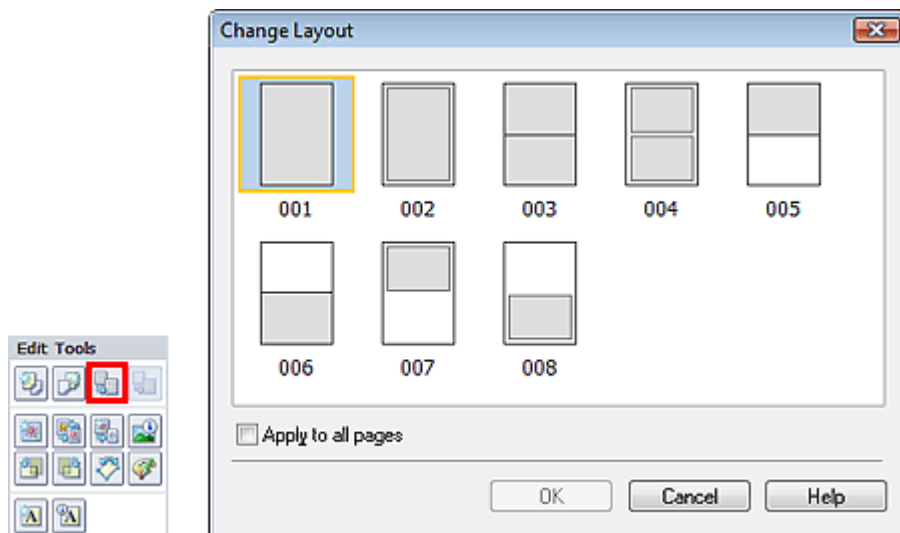 Change Layout
001 002 003 004 005
006 007 008
Apply to all pages
OK Cancel Help
Edit Tools
A A